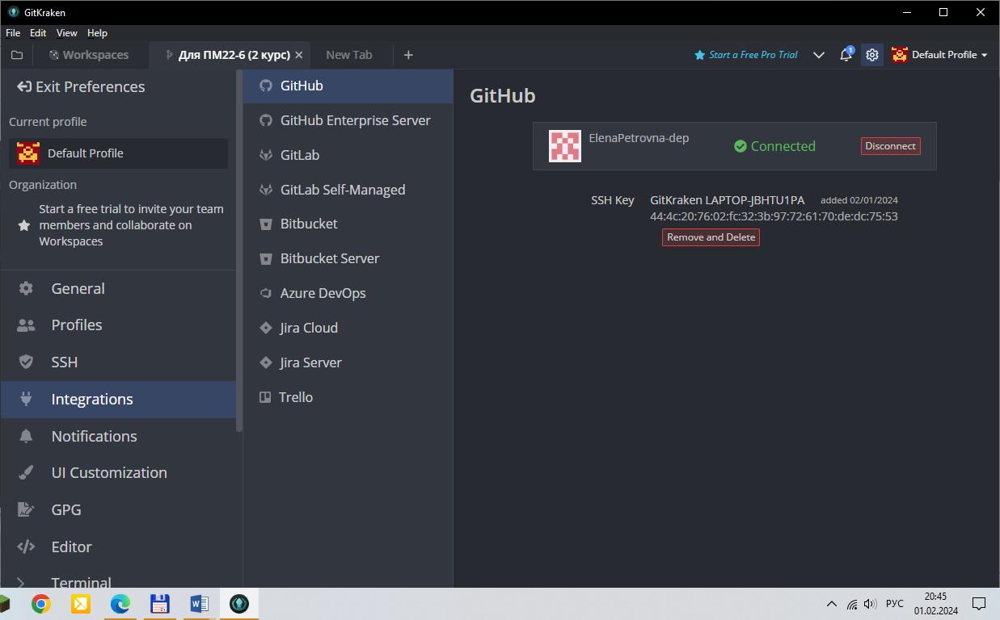 GitKraken
File Edit View Help
Workspaces
Для ПМ22-6 (2 курс)
New Tab
Start a Free Pro Trial
1
Default Profile
Exit Preferences
Current profile
Default Profile
Organization
Start a free trial to invite your team
members and collaborate on
Workspaces
General
Profiles
SSH
Integrations
Notifications
UI Customization
GPG
Editor
Terminal
GitHub
GitHub Enterprise Server
GitLab
GitLab Self-Managed
Bitbucket
Bitbucket Server
Azure DevOps
Jira Cloud
Jira Server
Trello
GitHub
ElenaPetrovna-dep
Connected
Disconnect
SSH Key GitKraken LAPTOP-JBHTU1PA added 02/01/2024
44:4c:20:76:02:fc:32:3b:97:72:61:70:de:dc:75:53
Remove and Delete
РУС
20:45
01.02.2024